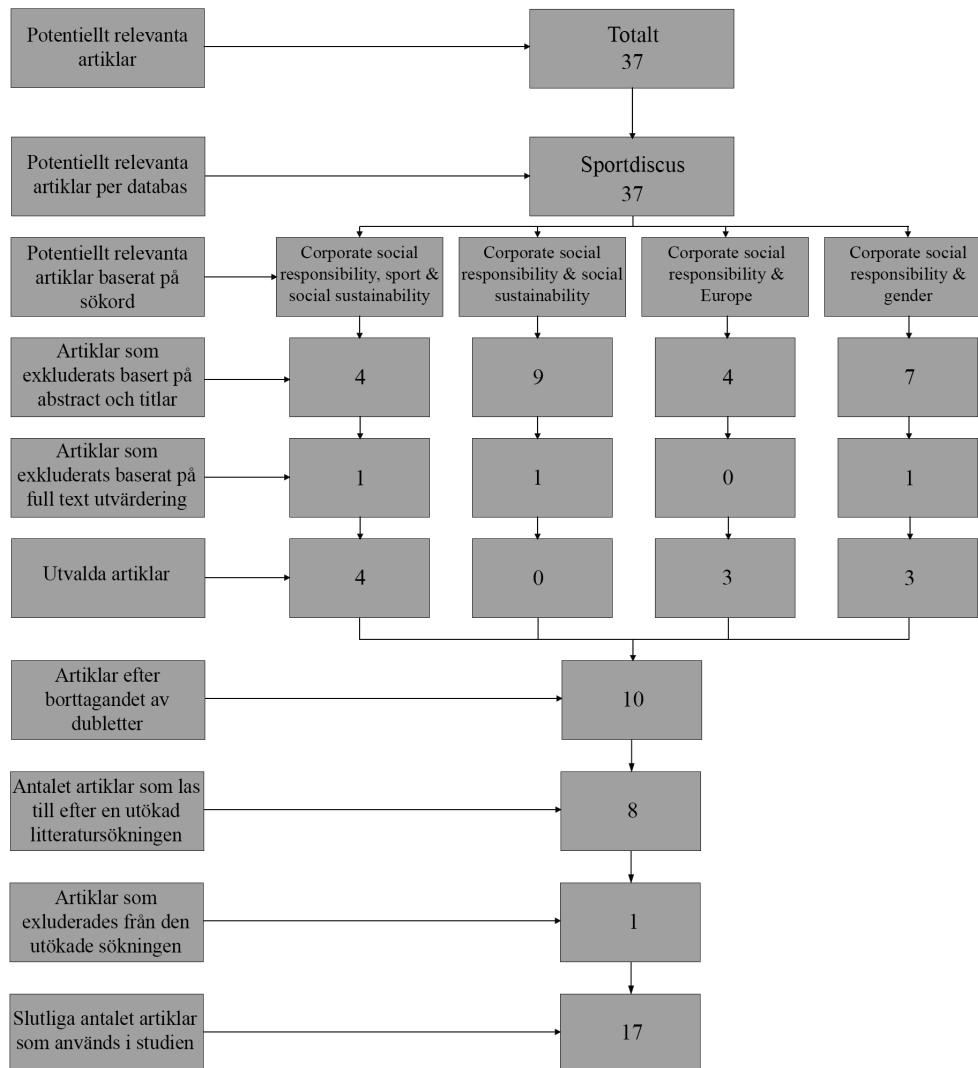 Potentiellt relevanta
artiklar
Totalt
37
Potentiellt relevanta
artiklar per databas
Sportdiscus
37
Potentiellt relevanta
artiklar baserat på
sökord
Corporate social
responsibility, sport &
social sustainability
Corporate social
responsibility & social
sustainability
Corporate social
responsibility &
Europe
Corporate social
responsibility &
gender
Artiklar som
exkluderats basert på
abstract och titlar
4
9
4
7
Artiklar som
exkluderats baserat på
full text utvärdering
1
1
0
1
Utvalda artiklar
4
0
3
3
Artiklar efter
borttagandet av
dubletter
10
Antalet artiklar som las
till efter en utökad
litteratursökningen
8
Artiklar som
exluderades från den
utökade sökningen
1
Slutliga antalet artiklar
som används i studien
17